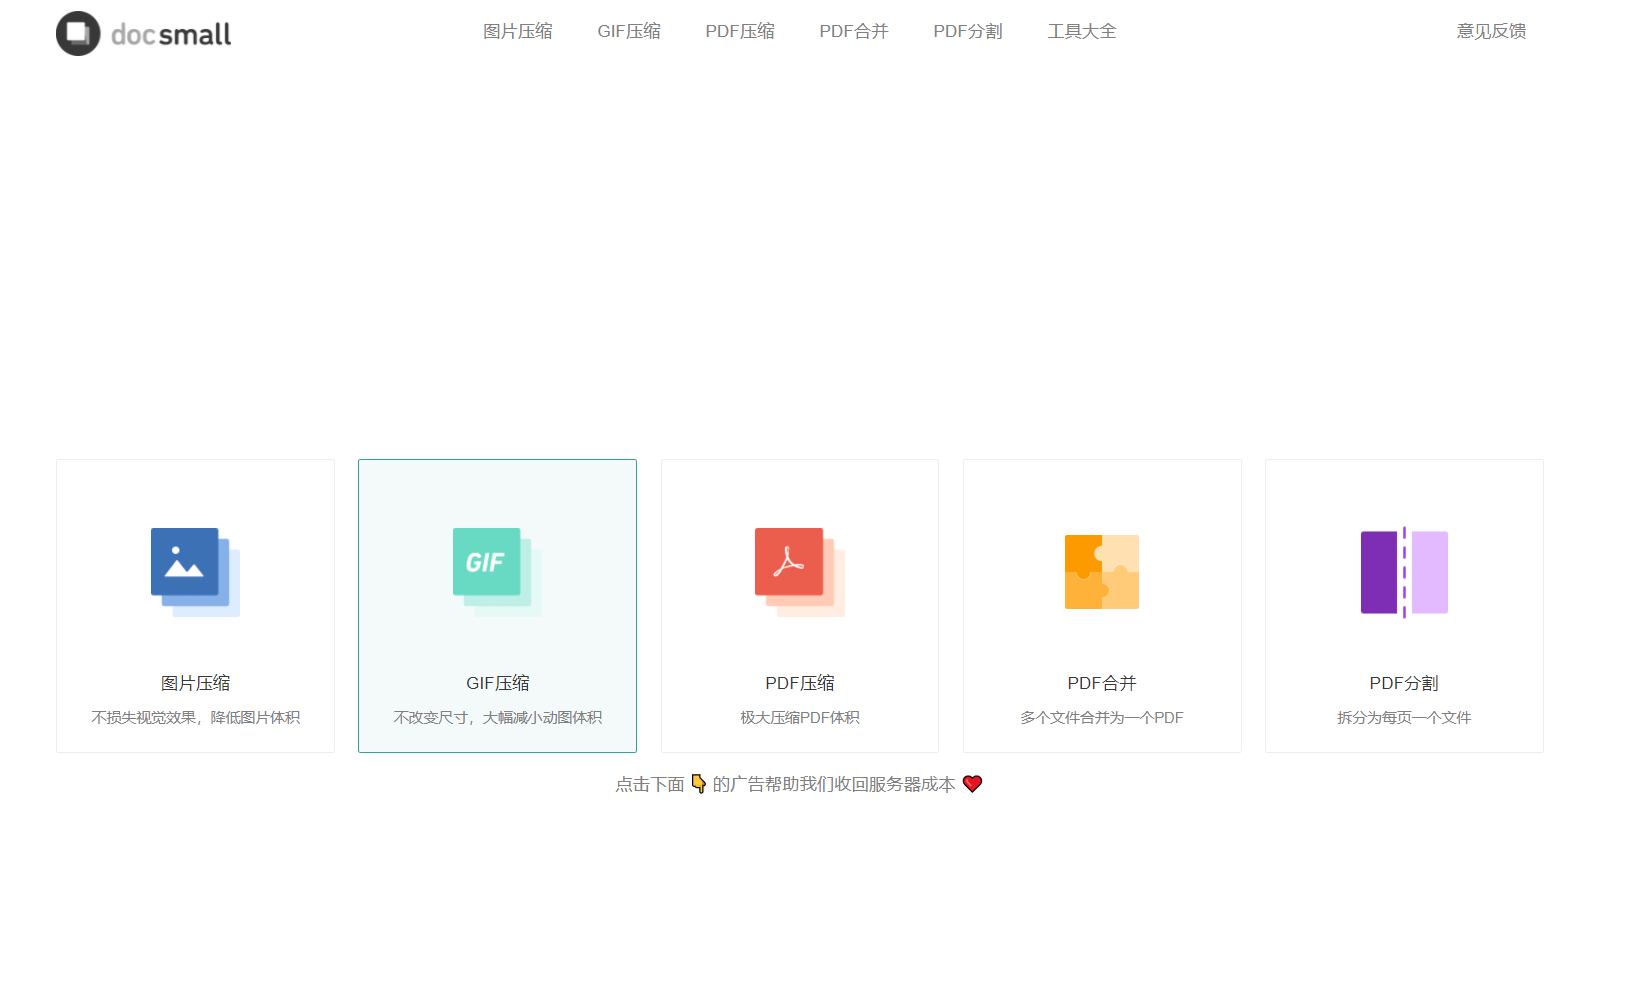 docsmall
图片压缩 GIF压缩 PDF压缩 PDF合并 PDF分割 工具大全 意见反馈
GIF
图片压缩
不损失视觉效果，降低图片体积
GIF压缩
不改变尺寸，大幅减小动图体积
PDF压缩
极大压缩PDF体积
PDF合并
多个文件合并为一个PDF
PDF分割
拆分为每页一个文件
点击下面👇的广告帮助我们收回服务器成本 ❤️